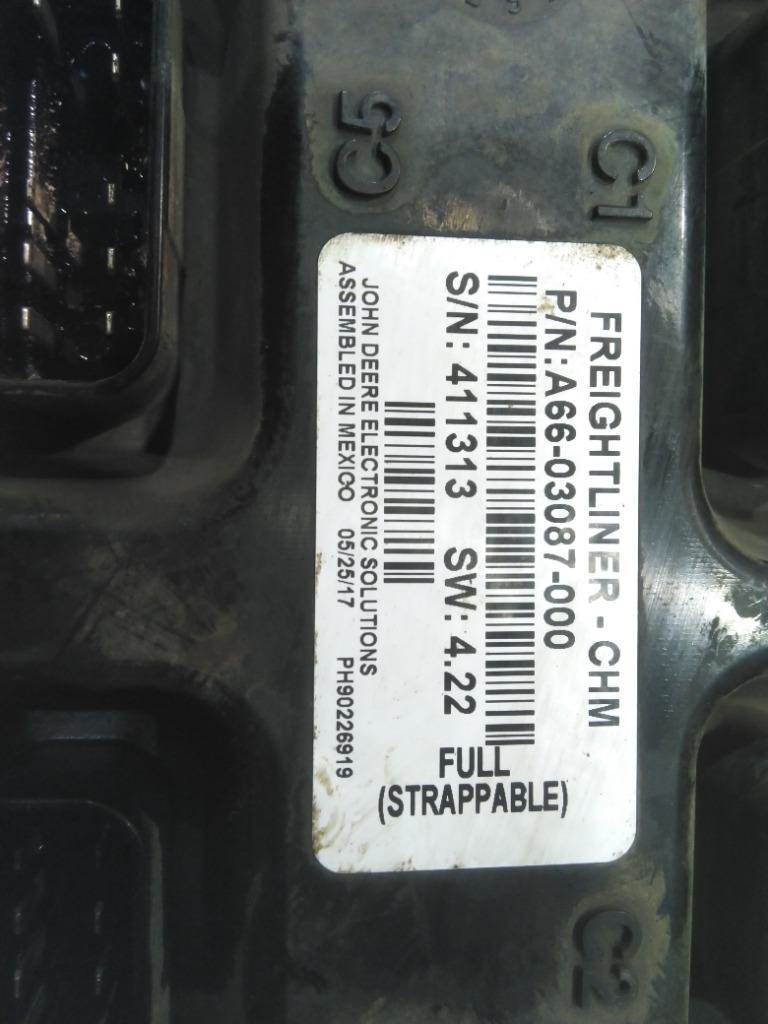 C5
C1
FREIGHTLINER - CHM
P/N: A66-03087-000
S/N: 411313 SW: 4.22
FULL
(STRAPPABLE)
JOHN DEERE ELECTRONIC SOLUTIONS
ASSEMBLED IN MEXICO 05/25/17 PH90226919
C2